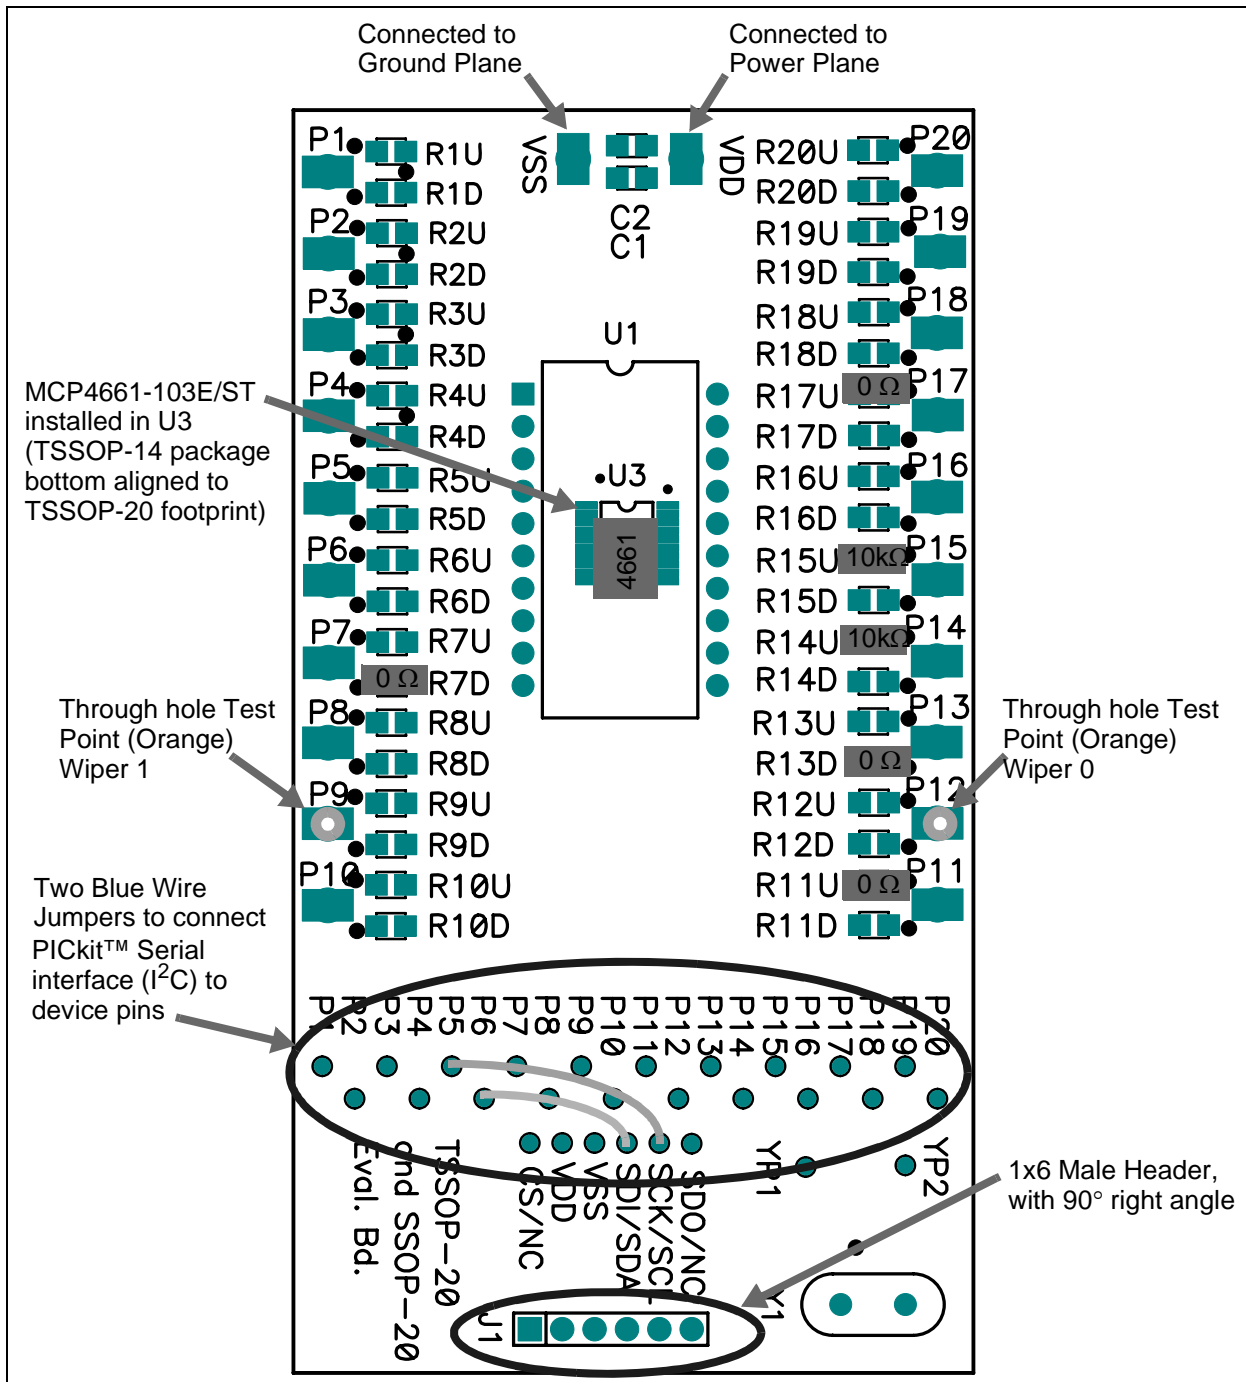 Connected to
Ground Plane
Connected to
Power Plane
P1
R1U
R1D
P2
R2U
R2D
P3
R3U
R3D
P4
R4U
R4D
P5
R5U
R5D
P6
R6U
R6D
P7
R7U
0 Ω
R7D
P8
R8U
R8D
P9
R9U
R9D
P10
R10U
R10D
VSS
C2
C1
VDD
U1
U3
4661
R20U
P20
R20D
R19U
P19
R19D
R18U
P18
R18D
R17U
0 Ω
P17
R17D
R16U
P16
R16D
R15U
10kΩ
P15
R15D
R14U
10kΩ
P14
R14D
R13U
P13
R13D
0 Ω
R12U
P12
R12D
R11U
0 Ω
P11
R11D
MCP4661-103E/ST
installed in U3
(TSSOP-14 package
bottom aligned to
TSSOP-20 footprint)
Through hole Test
Point (Orange)
Wiper 1
Through hole Test
Point (Orange)
Wiper 0
Two Blue Wire
Jumpers to connect
PICkit™ Serial
interface (I²C) to
device pins
P1
P2
P3
P4
P5
P6
P7
P8
P9
P10
P11
P12
P13
P14
P15
P16
P17
P18
P19
P20
TSSOP-20
and SSOP-20
Eval. Bd.
CS/NC
VDD
VSS
SDI/SDA
SCK/SCL
SDO/NC
YP1
YP2
1x6 Male Header,
with 90° right angle
J1
Y1